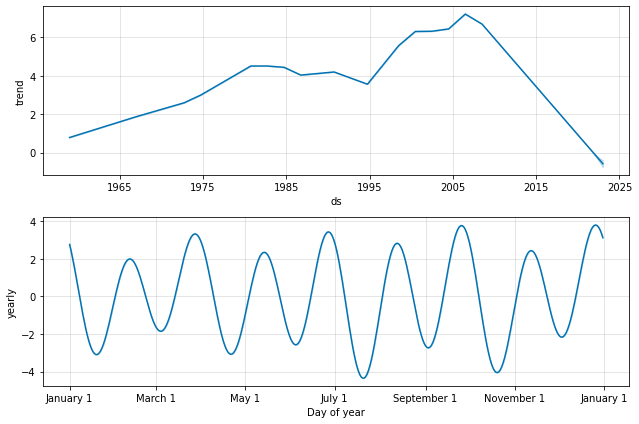 6
4
2
0
trend
1965 1975 1985 1995 2005 2015 2025
ds
4
2
0
−2
−4
yearly
January 1 March 1 May 1 July 1 September 1 November 1 January 1
Day of year